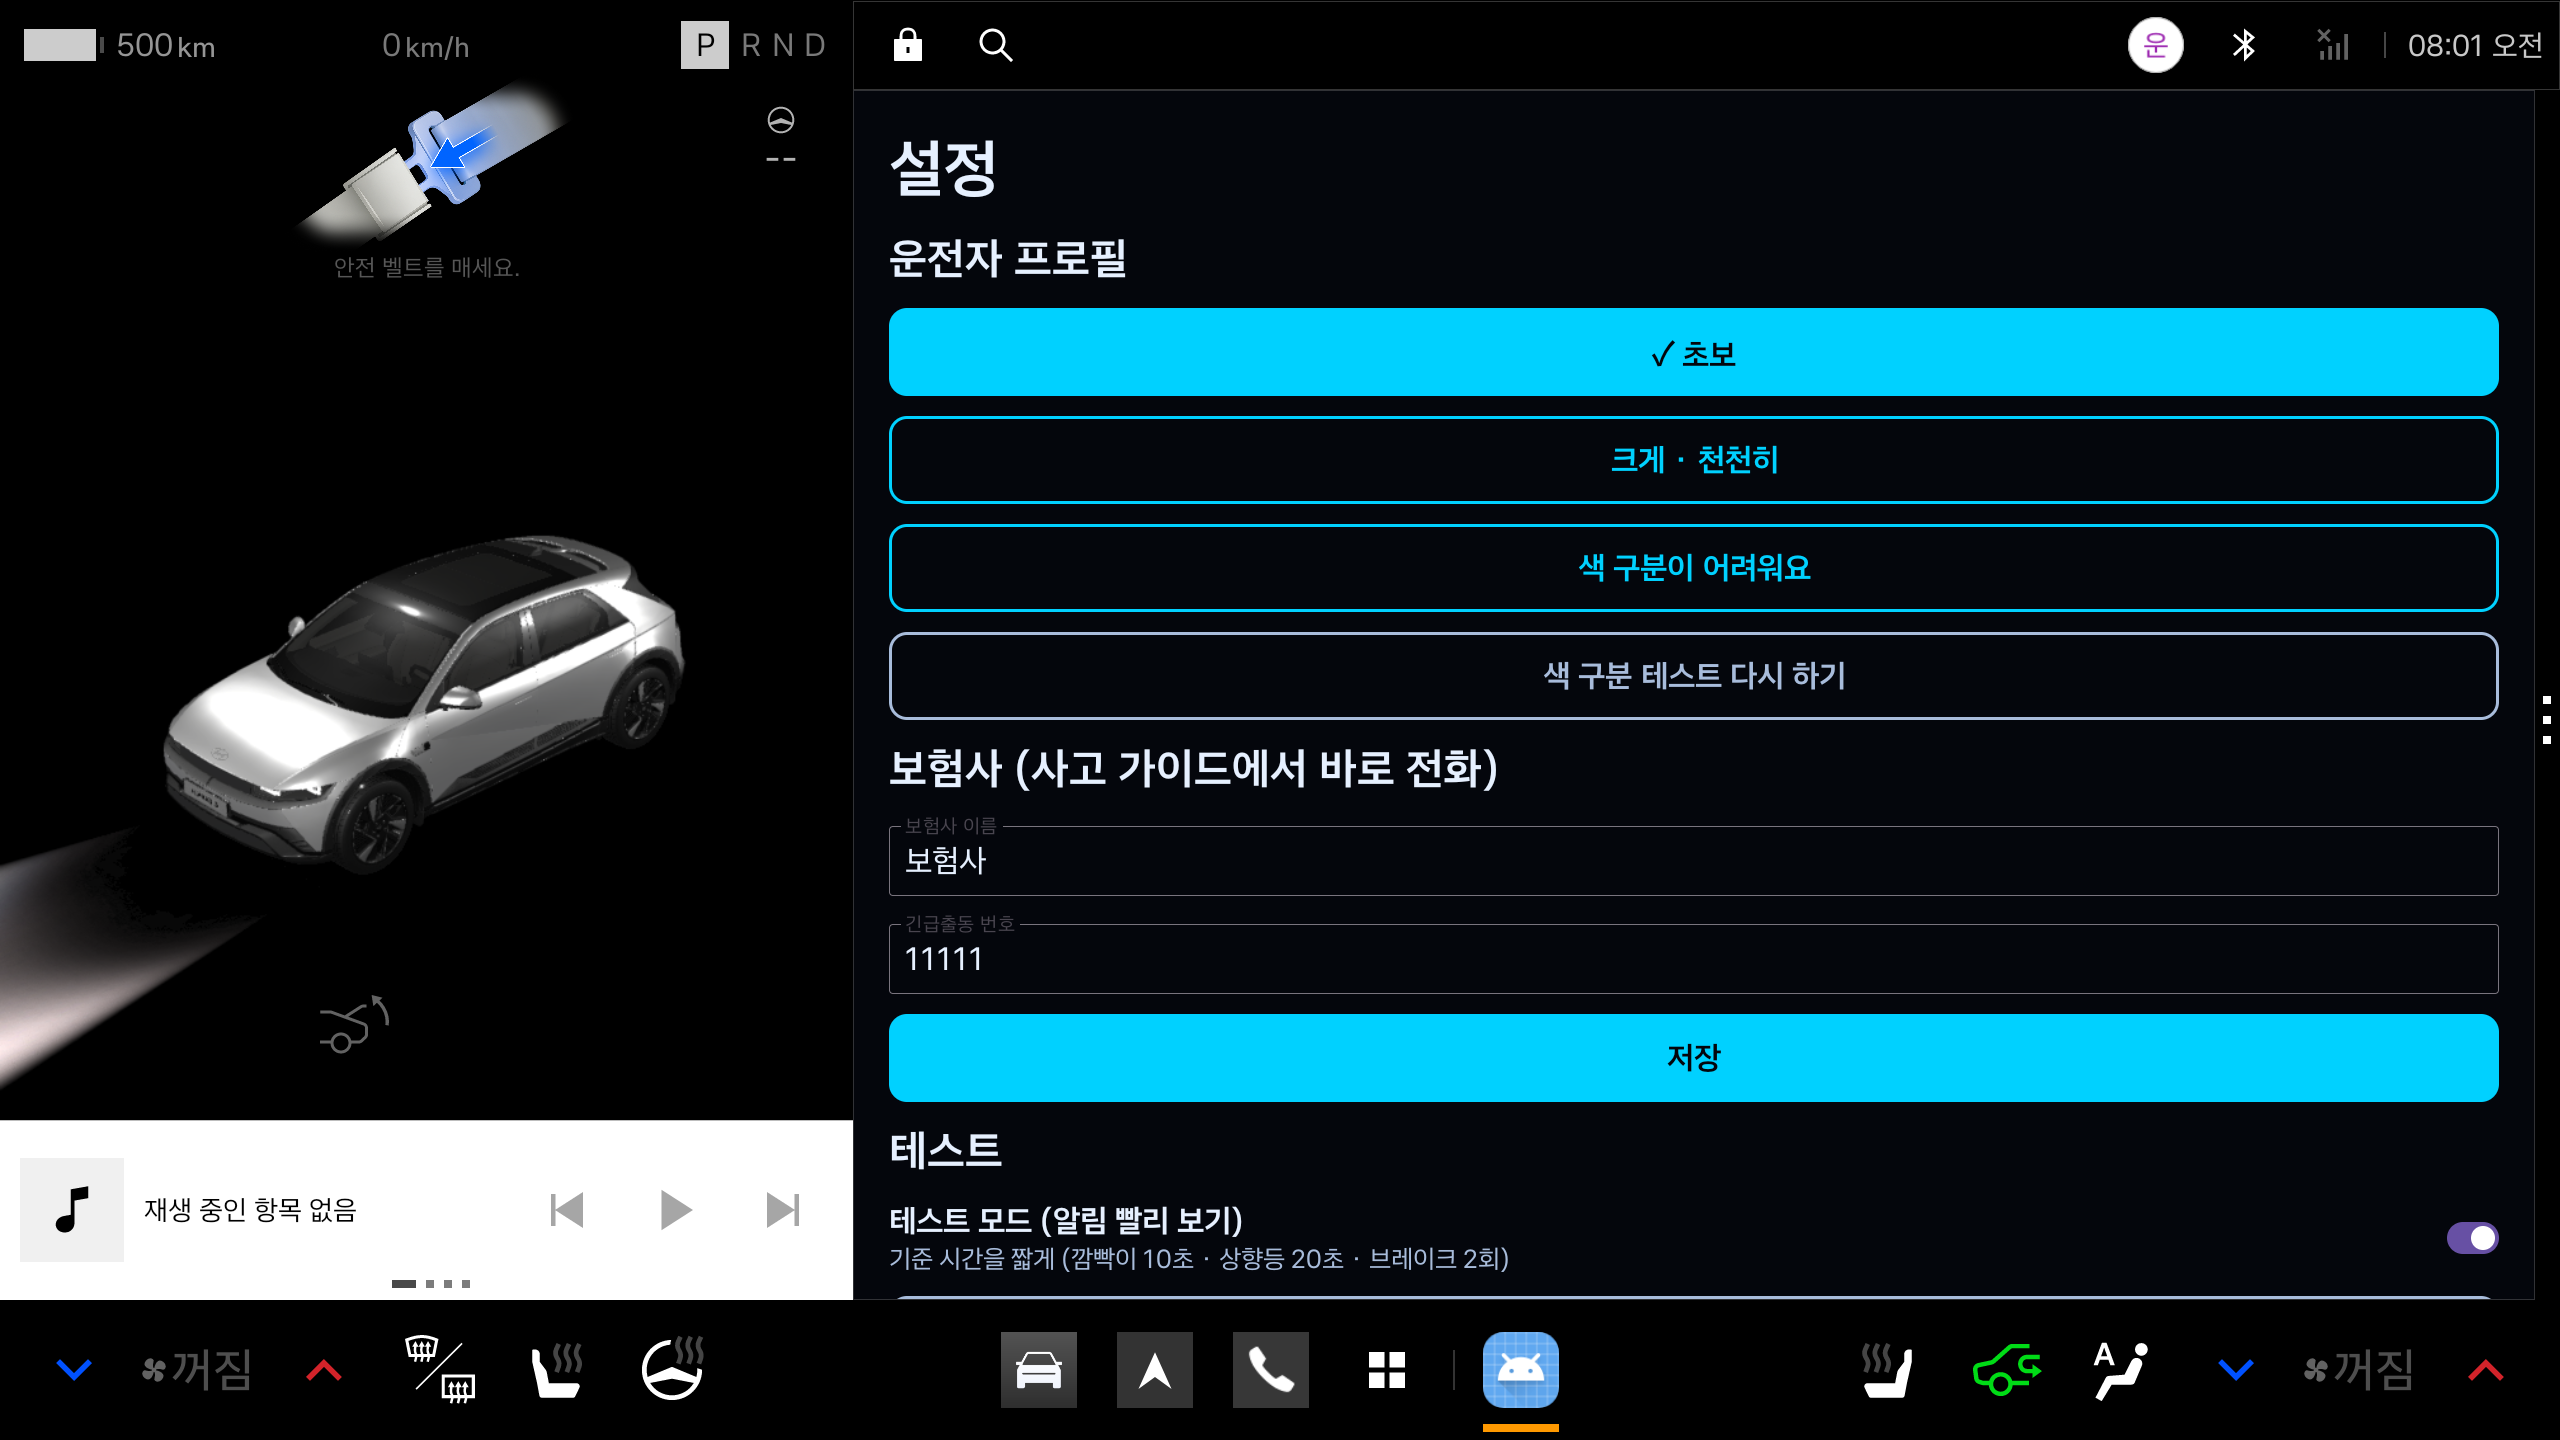 500 km
0 km/h
P R N D
안전 벨트를 매세요.
--
재생 중인 항목 없음
운
08:01 오전
설정
운전자 프로필
✓ 초보
크게 · 천천히
색 구분이 어려워요
색 구분 테스트 다시 하기
보험사 (사고 가이드에서 바로 전화)
보험사 이름
보험사
긴급출동 번호
11111
저장
테스트
테스트 모드 (알림 빨리 보기)
기준 시간을 짧게 (깜빡이 10초 · 상향등 20초 · 브레이크 2회)
꺼짐
A
꺼짐